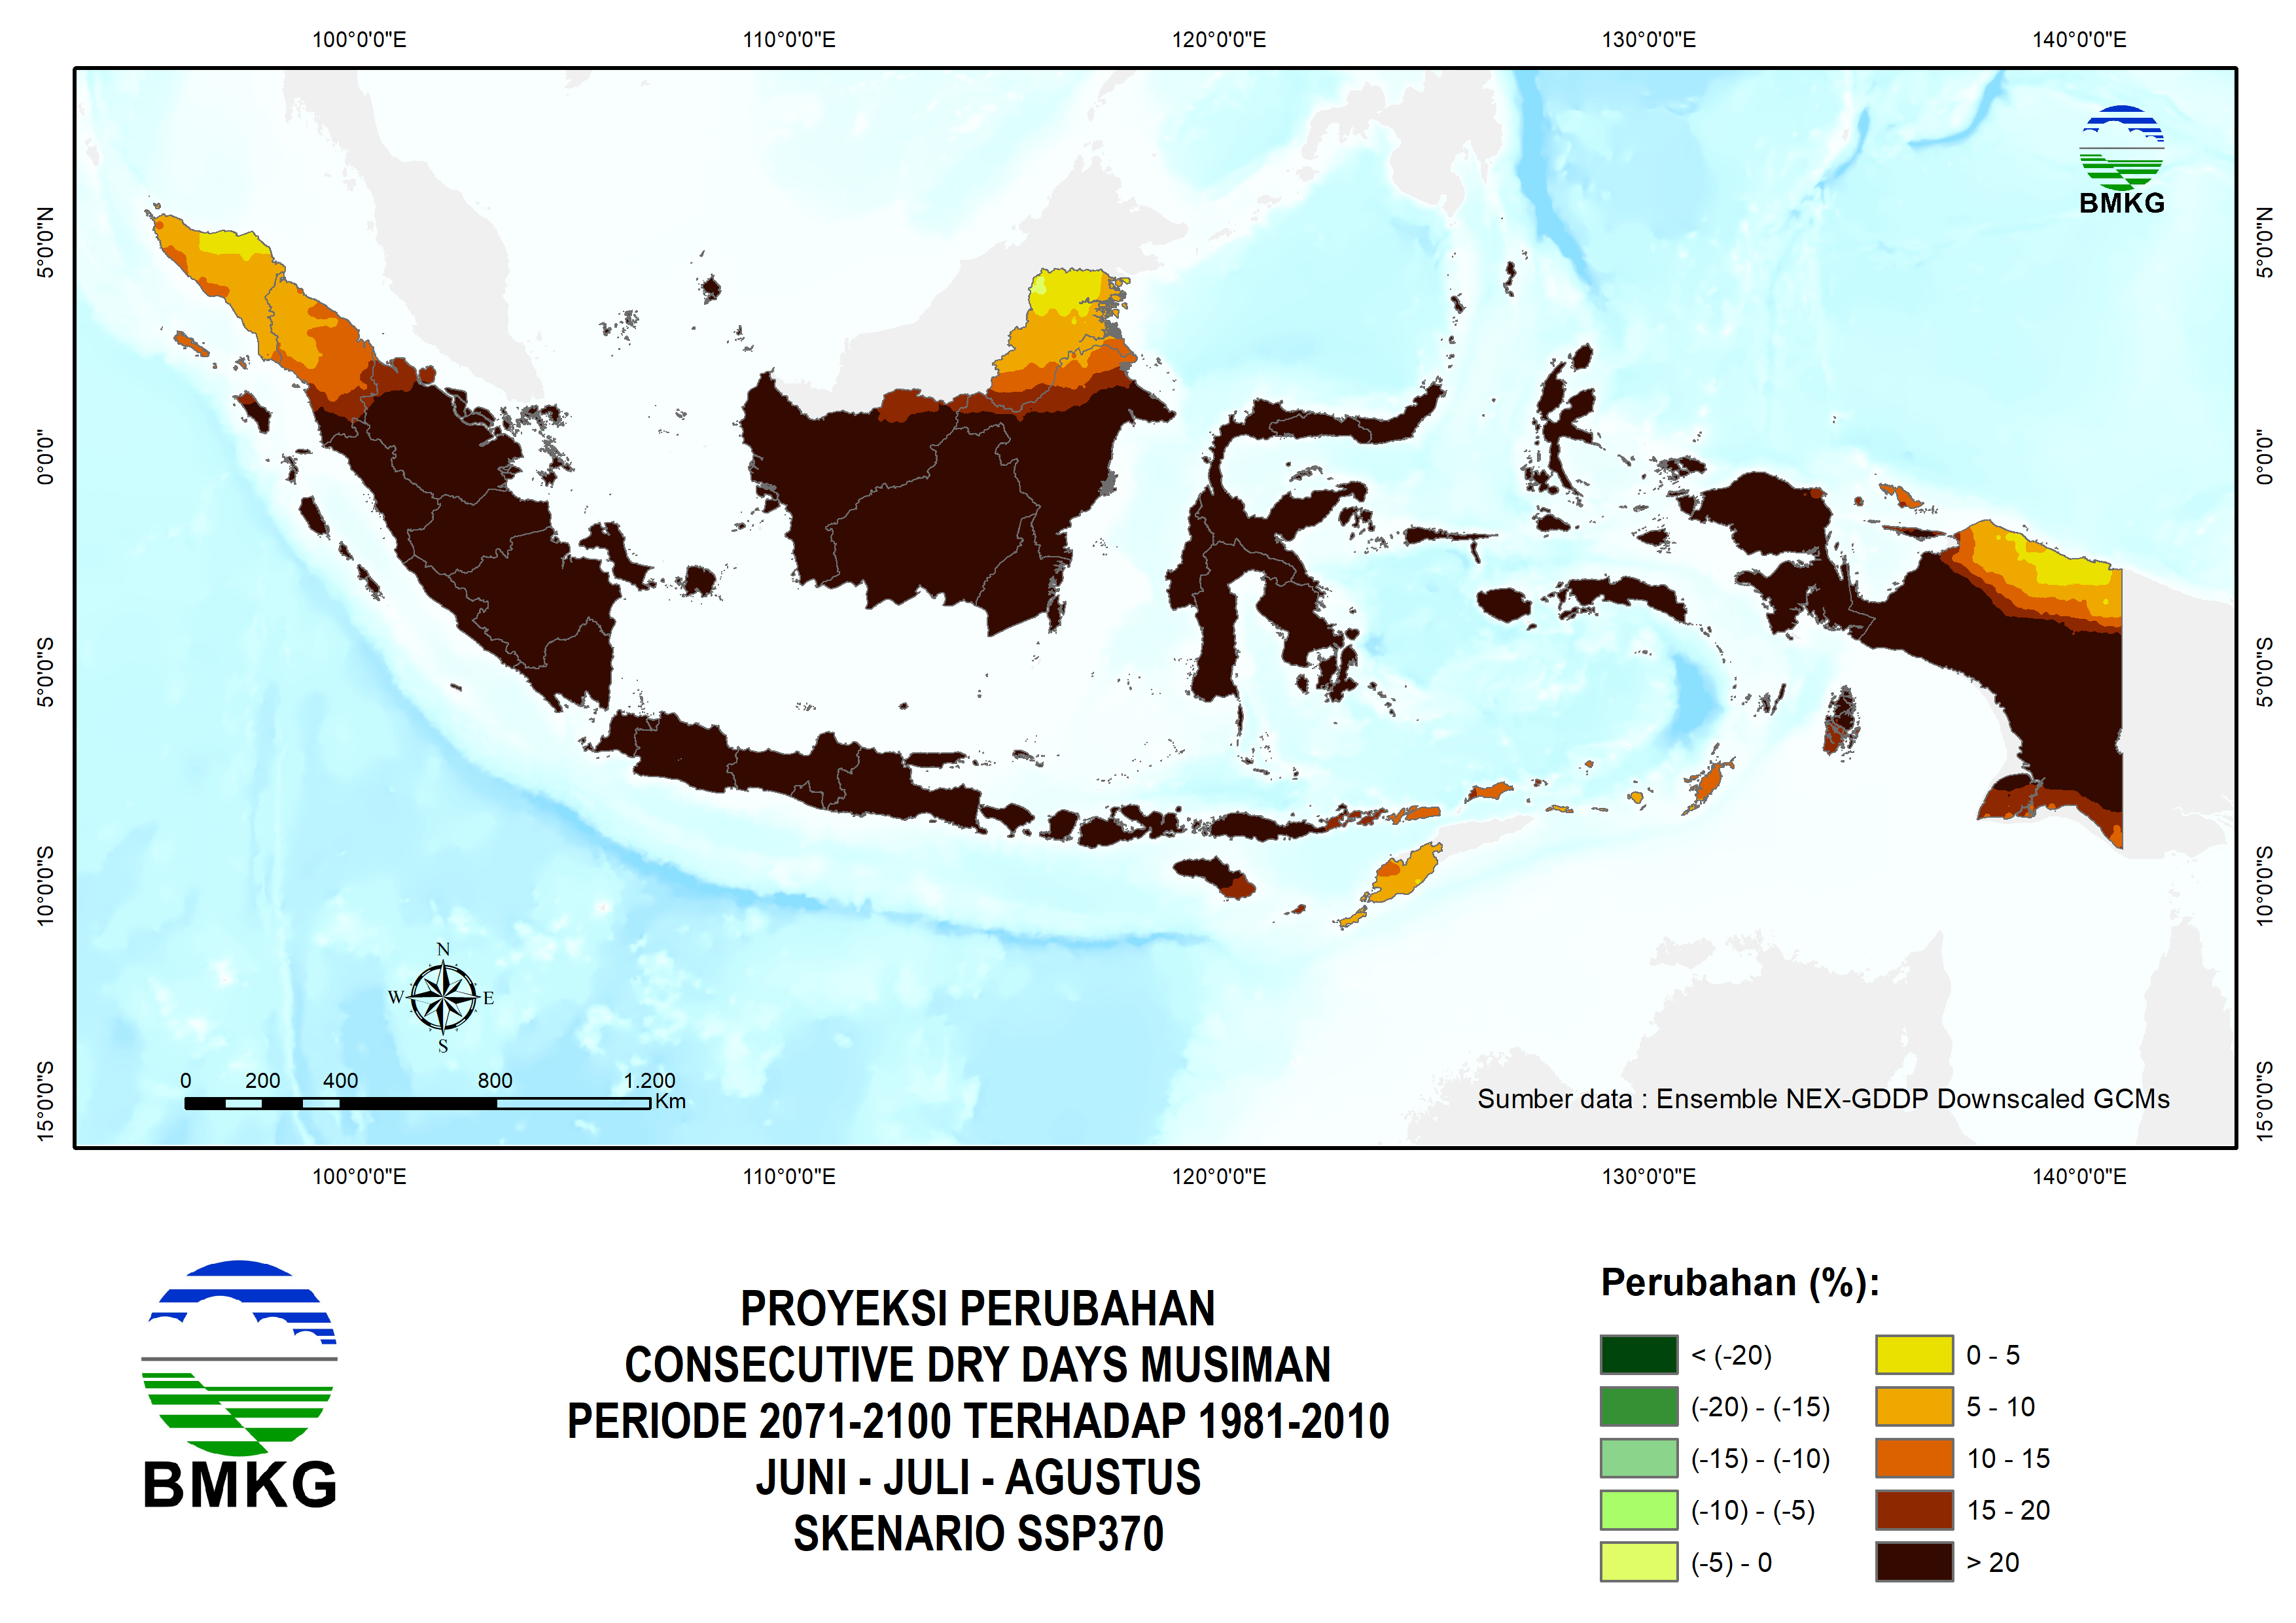 100°0'0"E 110°0'0"E 120°0'0"E 130°0'0"E 140°0'0"E
5°0'0"N 5°0'0"N
0°0'0" 0°0'0"
5°0'0"S 5°0'0"S
10°0'0"S 10°0'0"S
15°0'0"S 15°0'0"S
BMKG
N
W E
S
0 200 400 800 1.200
Km
Sumber data : Ensemble NEX-GDDP Downscaled GCMs
100°0'0"E 110°0'0"E 120°0'0"E 130°0'0"E 140°0'0"E
BMKG
PROYEKSI PERUBAHAN
CONSECUTIVE DRY DAYS MUSIMAN
PERIODE 2071-2100 TERHADAP 1981-2010
JUNI - JULI - AGUSTUS
SKENARIO SSP370
Perubahan (%):
< (-20)
(-20) - (-15)
(-15) - (-10)
(-10) - (-5)
(-5) - 0
0 - 5
5 - 10
10 - 15
15 - 20
> 20